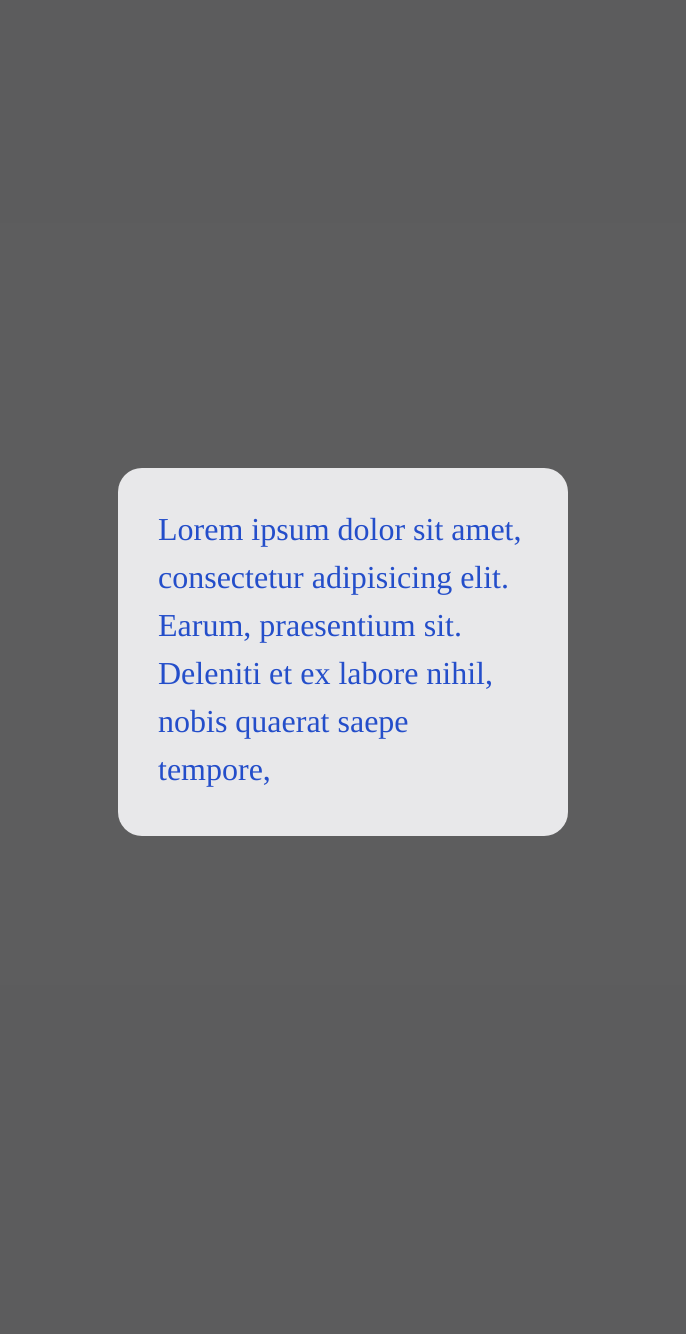 Lorem ipsum dolor sit amet,
consectetur adipisicing elit.
Earum, praesentium sit.
Deleniti et ex labore nihil,
nobis quaerat saepe
tempore,